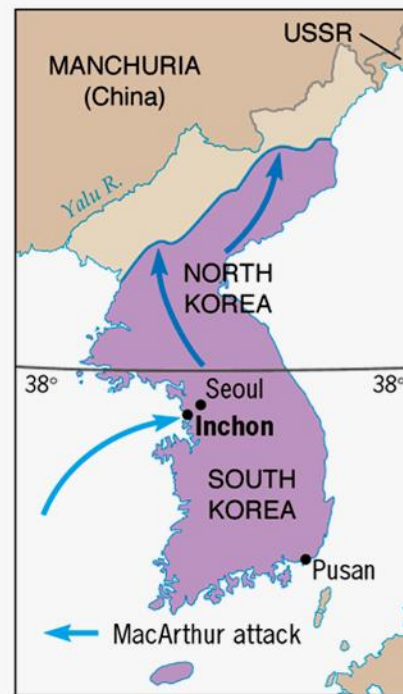 USSR
MANCHURIA
(China)
Yalu R.
NORTH
KOREA
38°
38°
Seoul
Inchon
SOUTH
KOREA
Pusan
MacArthur attack